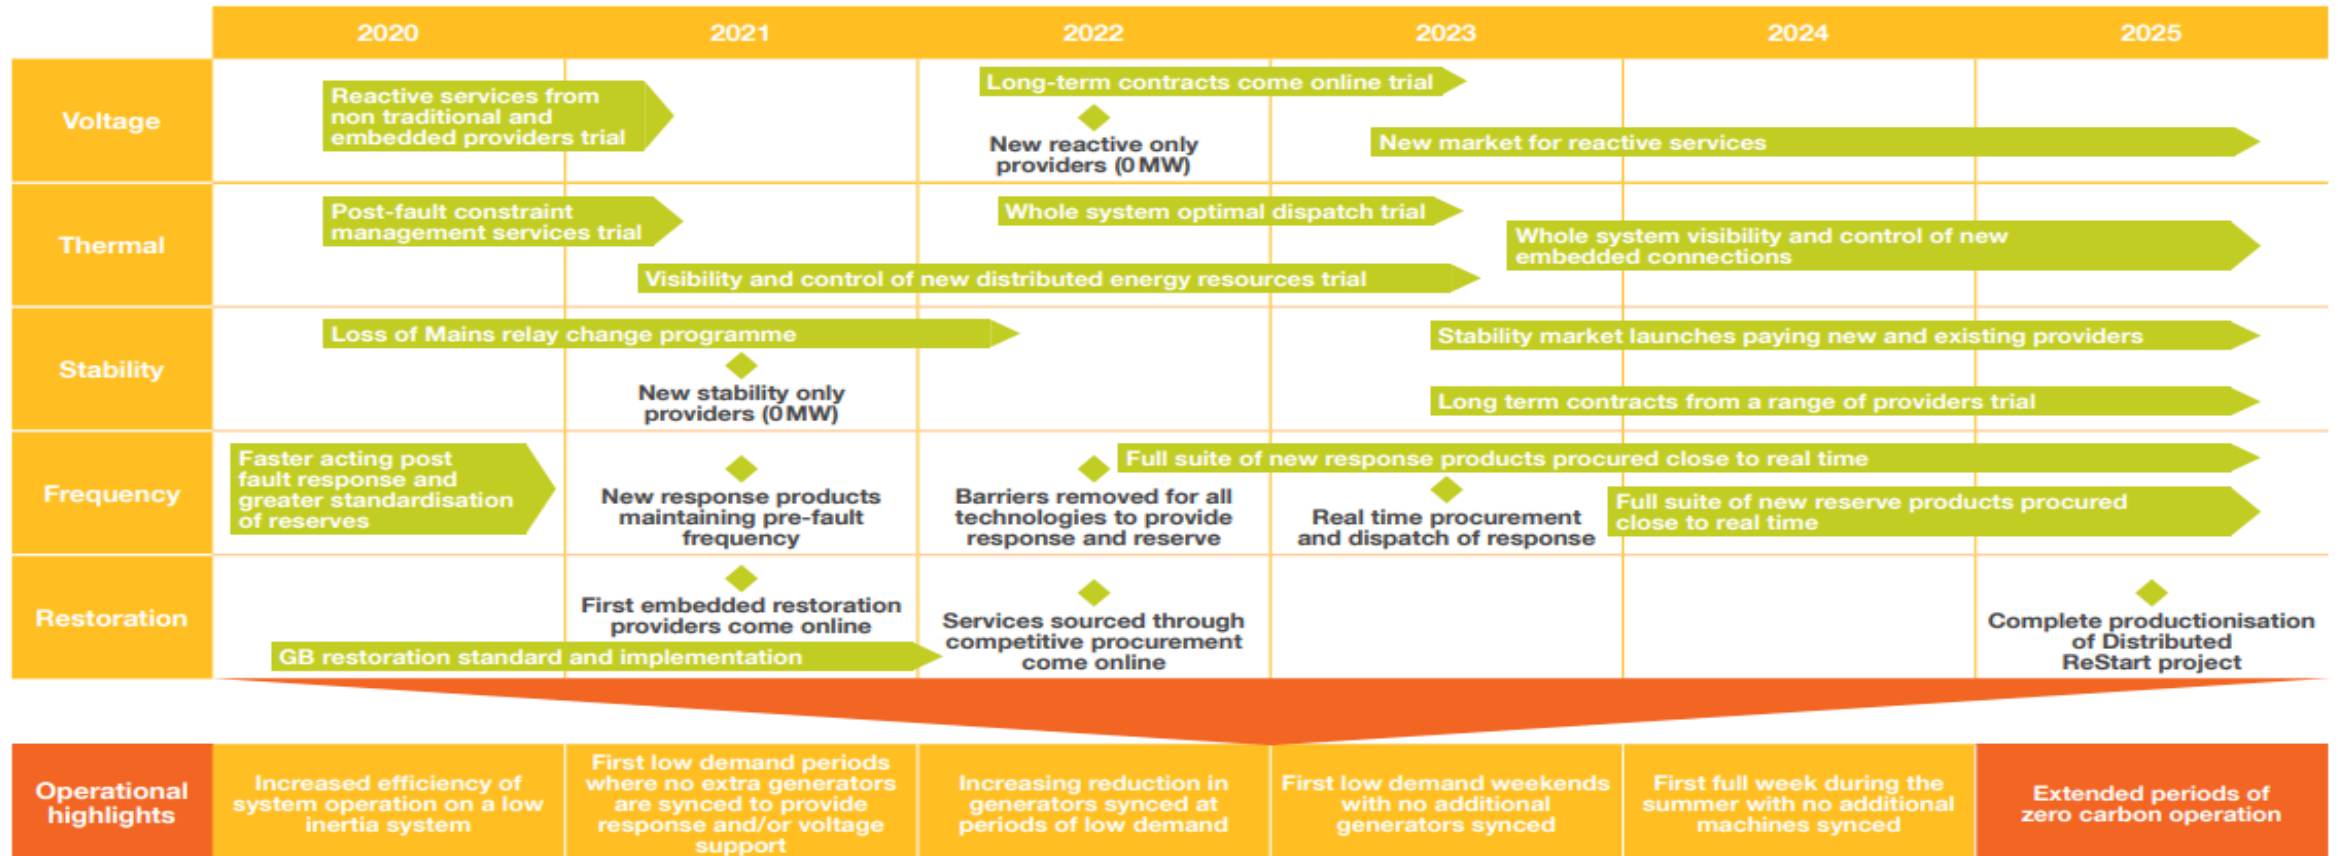 2020
2021
2022
2023
2024
2025
Voltage
Reactive services from
non traditional and
embedded providers trial
Long-term contracts come online trial
New reactive only
providers (0 MW)
New market for reactive services
Thermal
Post-fault constraint
management services trial
Whole system optimal dispatch trial
Visibility and control of new distributed energy resources trial
Whole system visibility and control of new
embedded connections
Stability
Loss of Mains relay change programme
New stability only
providers (0 MW)
Stability market launches paying new and existing providers
Long term contracts from a range of providers trial
Frequency
Faster acting post
fault response and
greater standardisation
of reserves
New response products
maintaining pre-fault
frequency
Barriers removed for all
technologies to provide
response and reserve
Full suite of new response products procured close to real time
Real time procurement
and dispatch of response
Full suite of new reserve products procured
close to real time
Restoration
First embedded restoration
providers come online
GB restoration standard and implementation
Services sourced through
competitive procurement
come online
Complete productionisation
of Distributed
ReStart project
Operational
highlights
Increased efficiency of
system operation on a low
inertia system
First low demand periods
where no extra generators
are synced to provide
response and/or voltage
support
Increasing reduction in
generators synced at
periods of low demand
First low demand weekends
with no additional
generators synced
First full week during the
summer with no additional
machines synced
Extended periods of
zero carbon operation